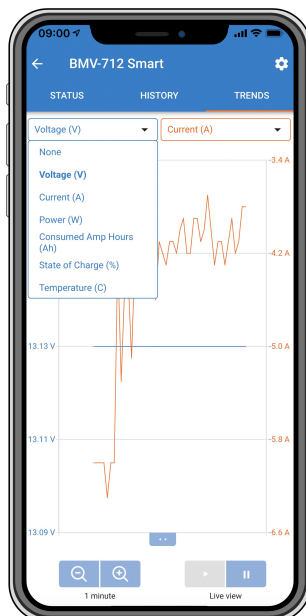 09:00
BMV-712 Smart
STATUS HISTORY TRENDS
Voltage (V) Current (A)
None
Voltage (V)
Current (A)
Power (W)
Consumed Amp Hours
(Ah)
State of Charge (%)
Temperature (C)
-3.4 A
-4.2 A
13.13 V -5.0 A
13.11 V -5.8 A
13.09 V -6.6 A
1 minute Live view